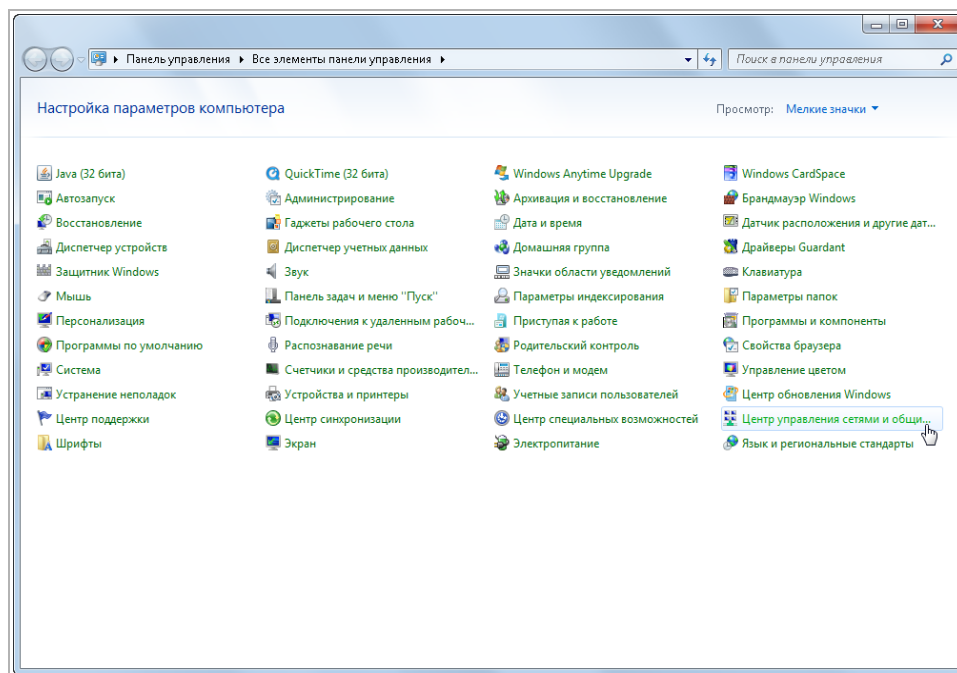 Панель управления ▸ Все элементы панели управления ▸
Поиск в панели управления
Настройка параметров компьютера
Просмотр: Мелкие значки
Java (32 бита)
QuickTime (32 бита)
Windows Anytime Upgrade
Windows CardSpace
Автозапуск
Администрирование
Архивация и восстановление
Брандмауэр Windows
Восстановление
Гаджеты рабочего стола
Дата и время
Датчик расположения и другие дат...
Диспетчер устройств
Диспетчер учетных данных
Домашняя группа
Драйверы Guardant
Защитник Windows
Звук
Значки области уведомлений
Клавиатура
Мышь
Панель задач и меню "Пуск"
Параметры индексирования
Параметры папок
Персонализация
Подключения к удаленным рабоч...
Приступая к работе
Программы и компоненты
Программы по умолчанию
Распознавание речи
Родительский контроль
Свойства браузера
Система
Счетчики и средства производител...
Телефон и модем
Управление цветом
Устранение неполадок
Устройства и принтеры
Учетные записи пользователей
Центр обновления Windows
Центр поддержки
Центр синхронизации
Центр специальных возможностей
Центр управления сетями и общи...
Шрифты
Экран
Электропитание
Язык и региональные стандарты